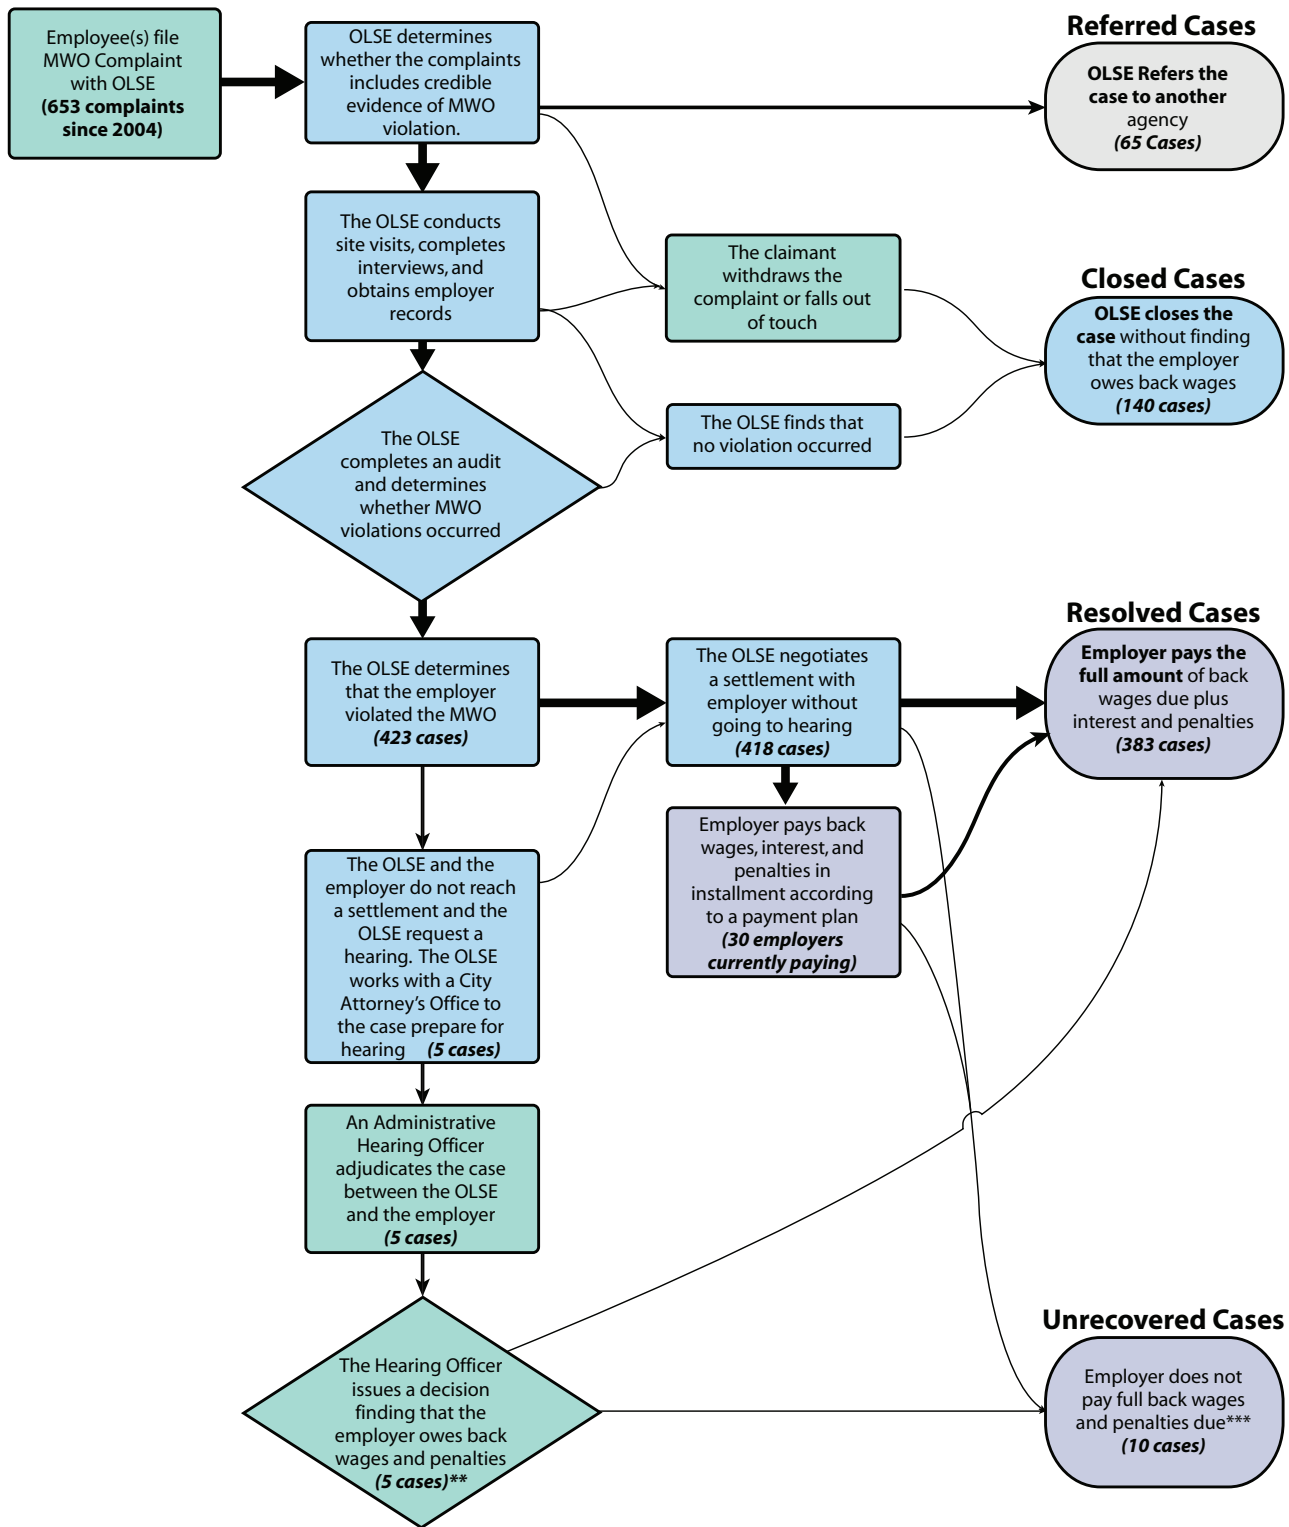 Employee(s) file
MWO Complaint
with OLSE
(653 complaints
since 2004)
OLSE determines
whether the complaints
includes credible
evidence of MWO
violation.
Referred Cases
OLSE Refers the
case to another
agency
(65 Cases)
The OLSE conducts
site visits, completes
interviews, and
obtains employer
records
The claimant
withdraws the
complaint or falls out
of touch
Closed Cases
OLSE closes the
case without finding
that the employer
owes back wages
(140 cases)
The OLSE finds that
no violation occurred
The OLSE
completes an audit
and determines
whether MWO
violations occurred
The OLSE determines
that the employer
violated the MWO
(423 cases)
The OLSE negotiates
a settlement with
employer without
going to hearing
(418 cases)
Resolved Cases
Employer pays the
full amount of back
wages due plus
interest and penalties
(383 cases)
Employer pays back
wages, interest, and
penalties in
installment according
to a payment plan
(30 employers
currently paying)
The OLSE and the
employer do not reach
a settlement and the
OLSE request a
hearing. The OLSE
works with a City
Attorney's Office to
the case prepare for
hearing (5 cases)
An Administrative
Hearing Officer
adjudicates the case
between the OLSE
and the employer
(5 cases)
The Hearing Officer
issues a decision
finding that the
employer owes back
wages and penalties
(5 cases)**
Unrecovered Cases
Employer does not
pay full back wages
and penalties due***
(10 cases)